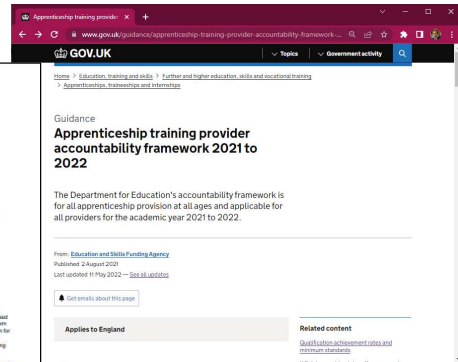 Apprenticeship training provider
www.gov.uk/guidance/apprenticeship-training-provider-accountability-framework-...
GOV.UK
Topics
Government activity
Home > Education, training and skills > Further and higher education, skills and vocational training
> Apprenticeships, traineeships and internships
Guidance
Apprenticeship training provider
accountability framework 2021 to
2022
The Department for Education's accountability framework is
for all apprenticeship provision at all ages and applicable for
all providers for the academic year 2021 to 2022.
From: Education and Skills Funding Agency
Published 2 August 2021
Last updated 11 May 2022 — See all updates
Get emails about this page
Applies to England
Related content
Qualification achievement rates and
minimum standards